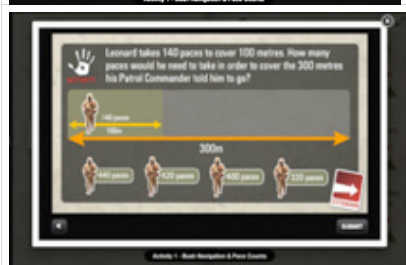 Activity 1 - Bush Navigation & Pace Counts
Leonard takes 140 paces to cover 100 metres. How many
paces would he need to take in order to cover the 300 metres
his Patrol Commander told him to go?
140 paces
100m
300m
440 paces
420 paces
400 paces
320 paces
SUBMIT
Activity 1 - Bush Navigation & Pace Counts